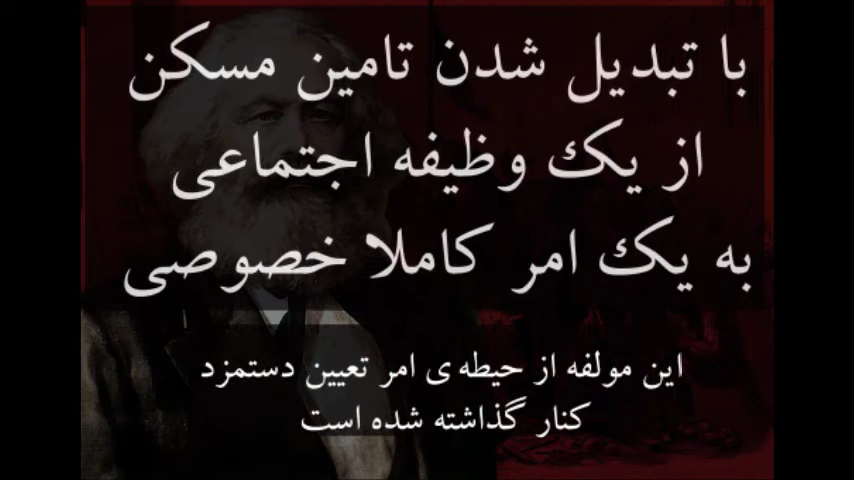 با تبدیل شدن تامین مسکن
از یک وظیفه اجتماعی
به یک امر کاملا خصوصی
این مولفه از حیطه ی امر تعیین دستمزد
کنار گذاشته شده است